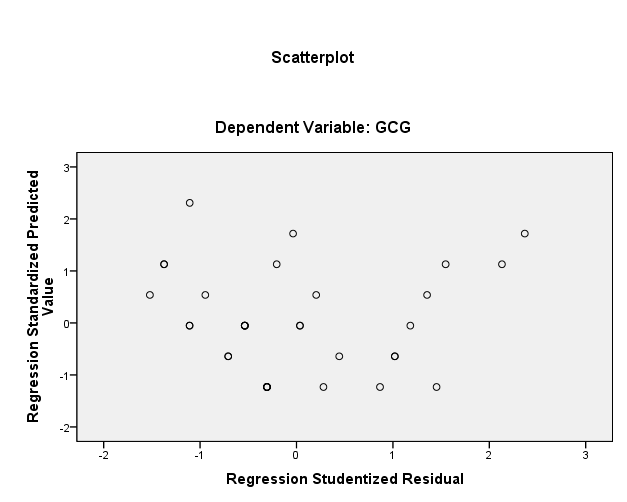 Scatterplot
Dependent Variable: GCG
Regression Standardized Predicted
Value
3
2
1
0
-1
-2
-2
-1
0
1
2
3
Regression Studentized Residual